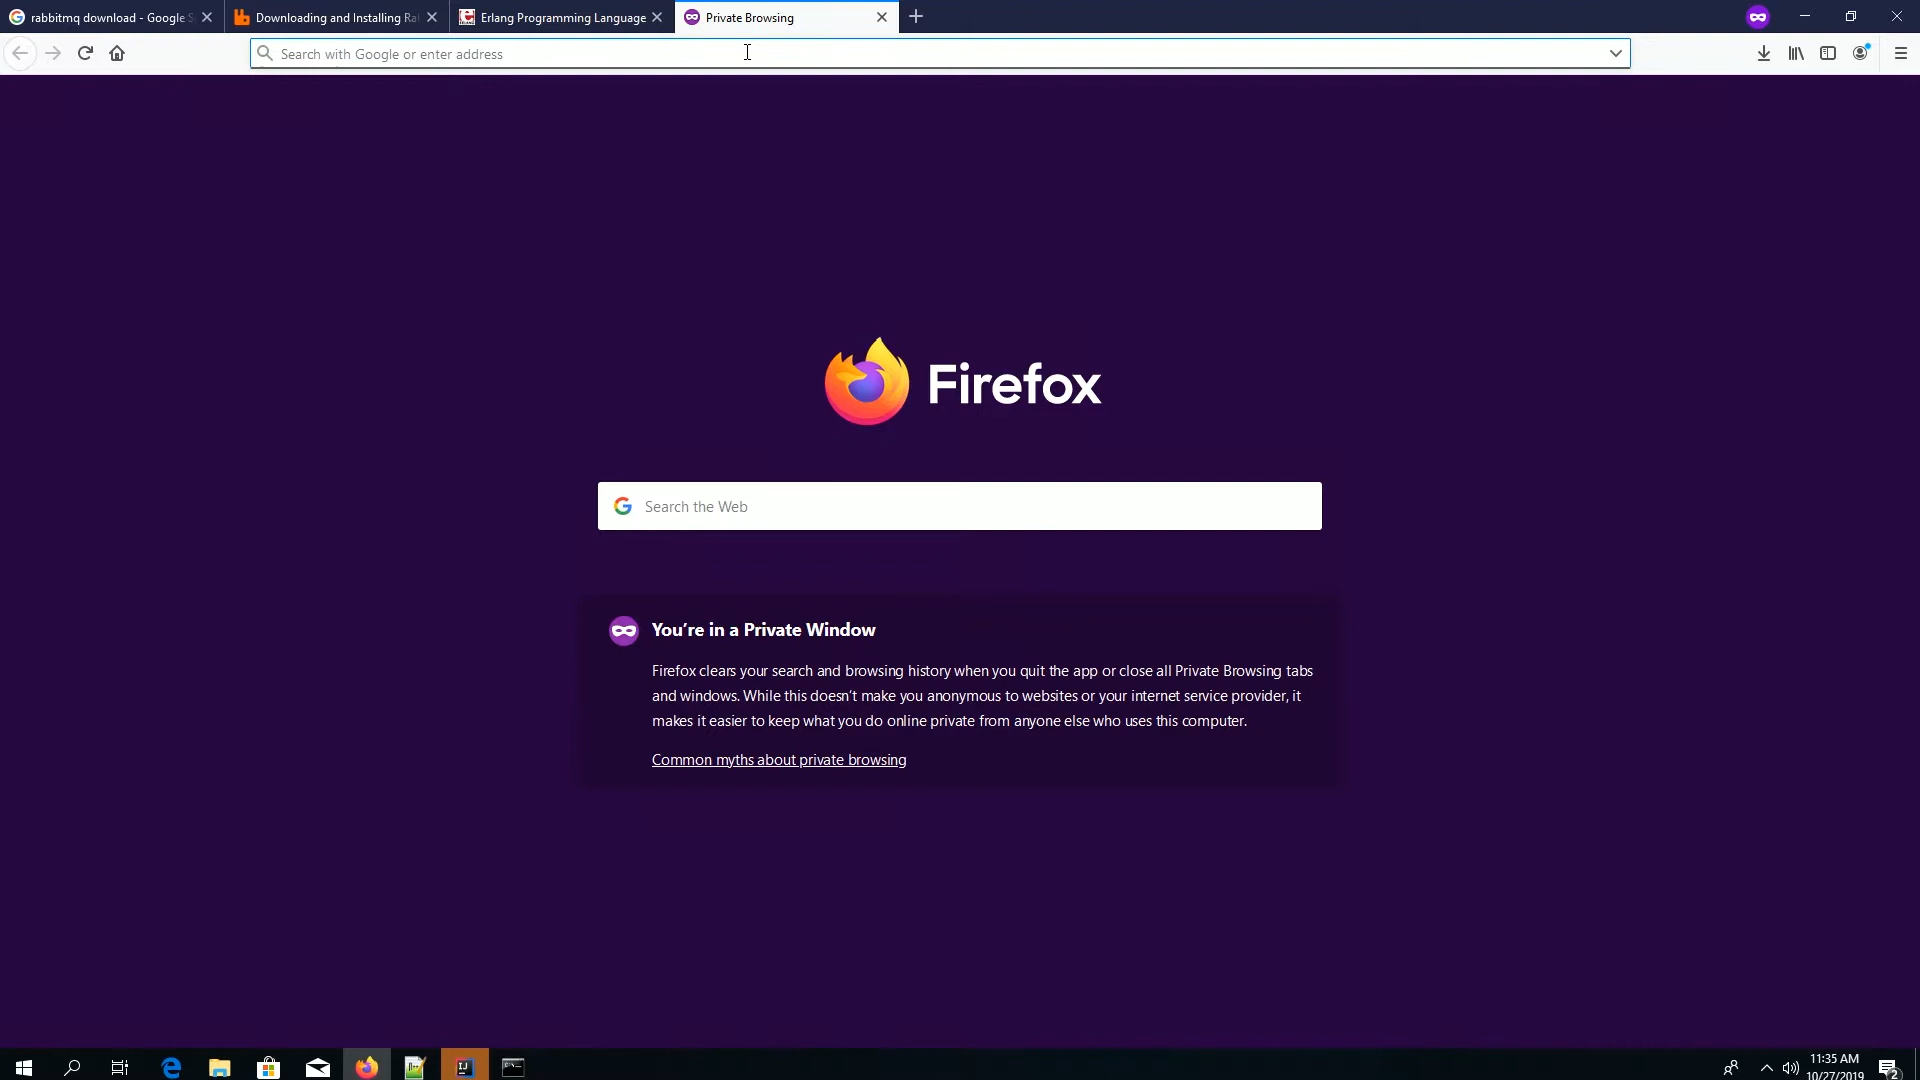 rabbitmq download - Google S
Downloading and Installing Ra
Erlang Programming Language
Private Browsing
Search with Google or enter address
Firefox
Search the Web
You're in a Private Window
Firefox clears your search and browsing history when you quit the app or close all Private Browsing tabs
and windows. While this doesn't make you anonymous to websites or your internet service provider, it
makes it easier to keep what you do online private from anyone else who uses this computer.
Common myths about private browsing
11:35 AM
10/27/2019
2